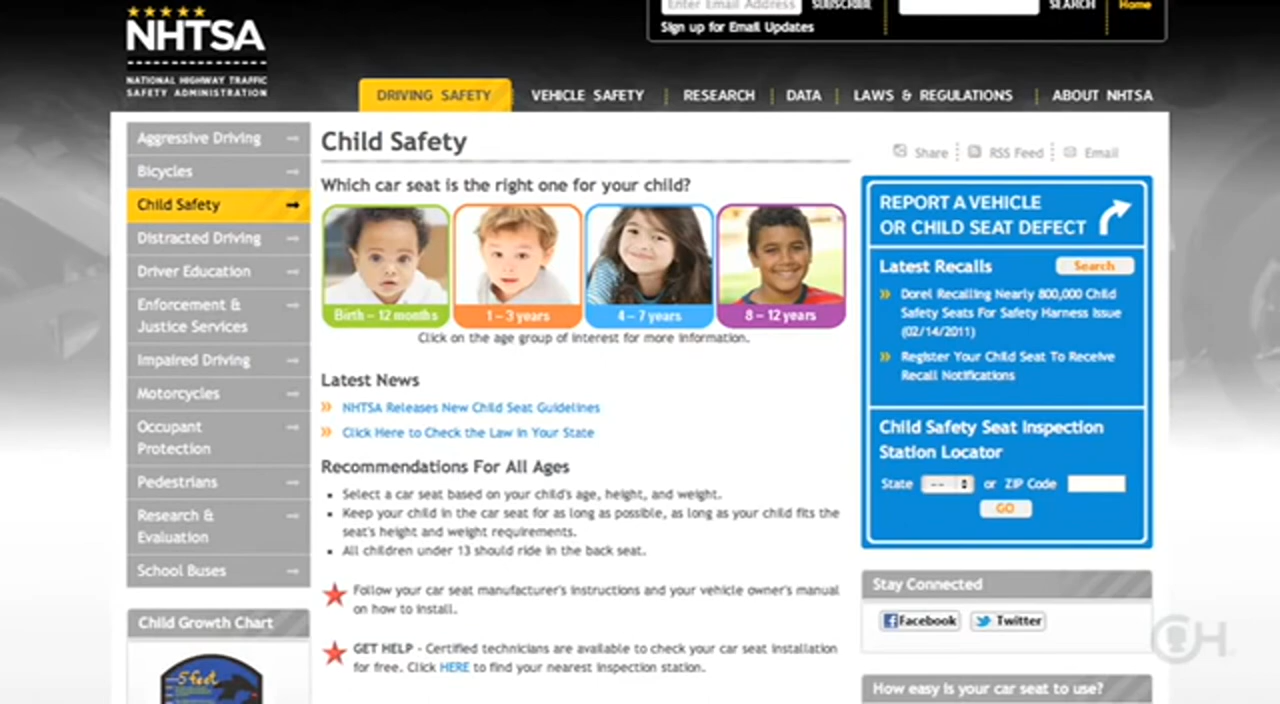 Enter Email Address
SUBSCRIBE
SEARCH
Home
Sign up for Email Updates
NHTSA
NATIONAL HIGHWAY TRAFFIC
SAFETY ADMINISTRATION
DRIVING SAFETY
VEHICLE SAFETY
RESEARCH
DATA
LAWS & REGULATIONS
ABOUT NHTSA
Aggressive Driving
Bicycles
Child Safety
Distracted Driving
Driver Education
Enforcement &
Justice Services
Impaired Driving
Motorcycles
Occupant
Protection
Pedestrians
Research &
Evaluation
School Buses
Child Growth Chart
5 feet
Child Safety
Which car seat is the right one for your child?
Birth – 12 months
1 – 3 years
4 – 7 years
8 – 12 years
Click on the age group of interest for more information.
Latest News
NHTSA Releases New Child Seat Guidelines
Click Here to Check the Law in Your State
Recommendations For All Ages
Select a car seat based on your child's age, height, and weight.
Keep your child in the car seat for as long as possible, as long as your child fits the
seat's height and weight requirements.
All children under 13 should ride in the back seat.
Follow your car seat manufacturer's instructions and your vehicle owner's manual
on how to install.
GET HELP - Certified technicians are available to check your car seat installation
for free. Click HERE to find your nearest inspection station.
Share
RSS Feed
Email
REPORT A VEHICLE
OR CHILD SEAT DEFECT
Latest Recalls
Search
Dorel Recalling Nearly 800,000 Child
Safety Seats For Safety Harness Issue
(02/14/2011)
Register Your Child Seat To Receive
Recall Notifications
Child Safety Seat Inspection
Station Locator
State -- or ZIP Code
GO
Stay Connected
Facebook
Twitter
How easy is your car seat to use?
CH